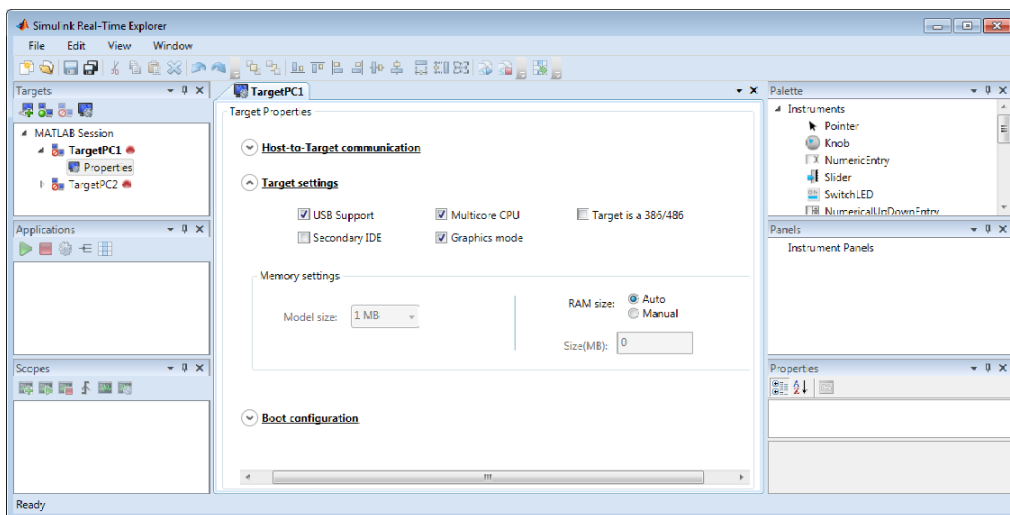 Simulink Real-Time Explorer
File Edit View Window
Targets
MATLAB Session
TargetPC1
Properties
TargetPC2
Applications
Scopes
TargetPC1
Target Properties
Host-to-Target communication
Target settings
USB Support
Multicore CPU
Target is a 386/486
Secondary IDE
Graphics mode
Memory settings
Model size: 1 MB
RAM size: Auto
Manual
Size(MB): 0
Boot configuration
Palette
Instruments
Pointer
Knob
NumericEntry
Slider
SwitchLED
NumericalUpDownEntry
Panels
Instrument Panels
Properties
Ready